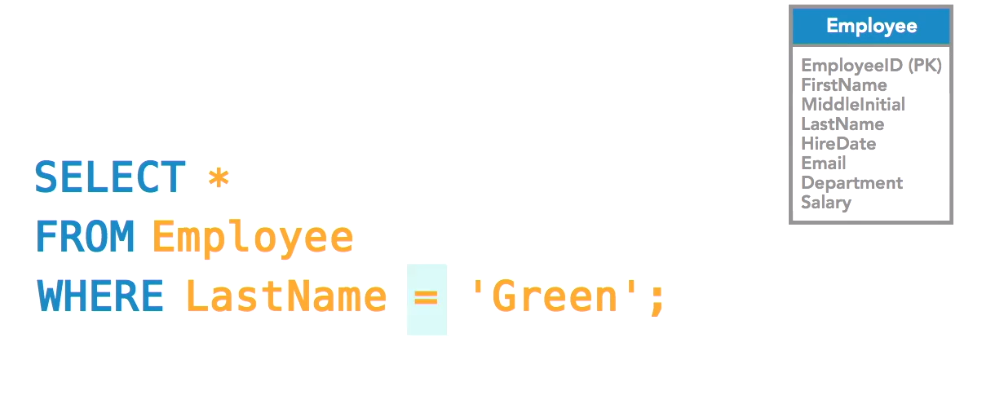 Employee
EmployeeID (PK)
FirstName
MiddleInitial
LastName
HireDate
Email
Department
Salary
SELECT *
FROM Employee
WHERE LastName = 'Green';